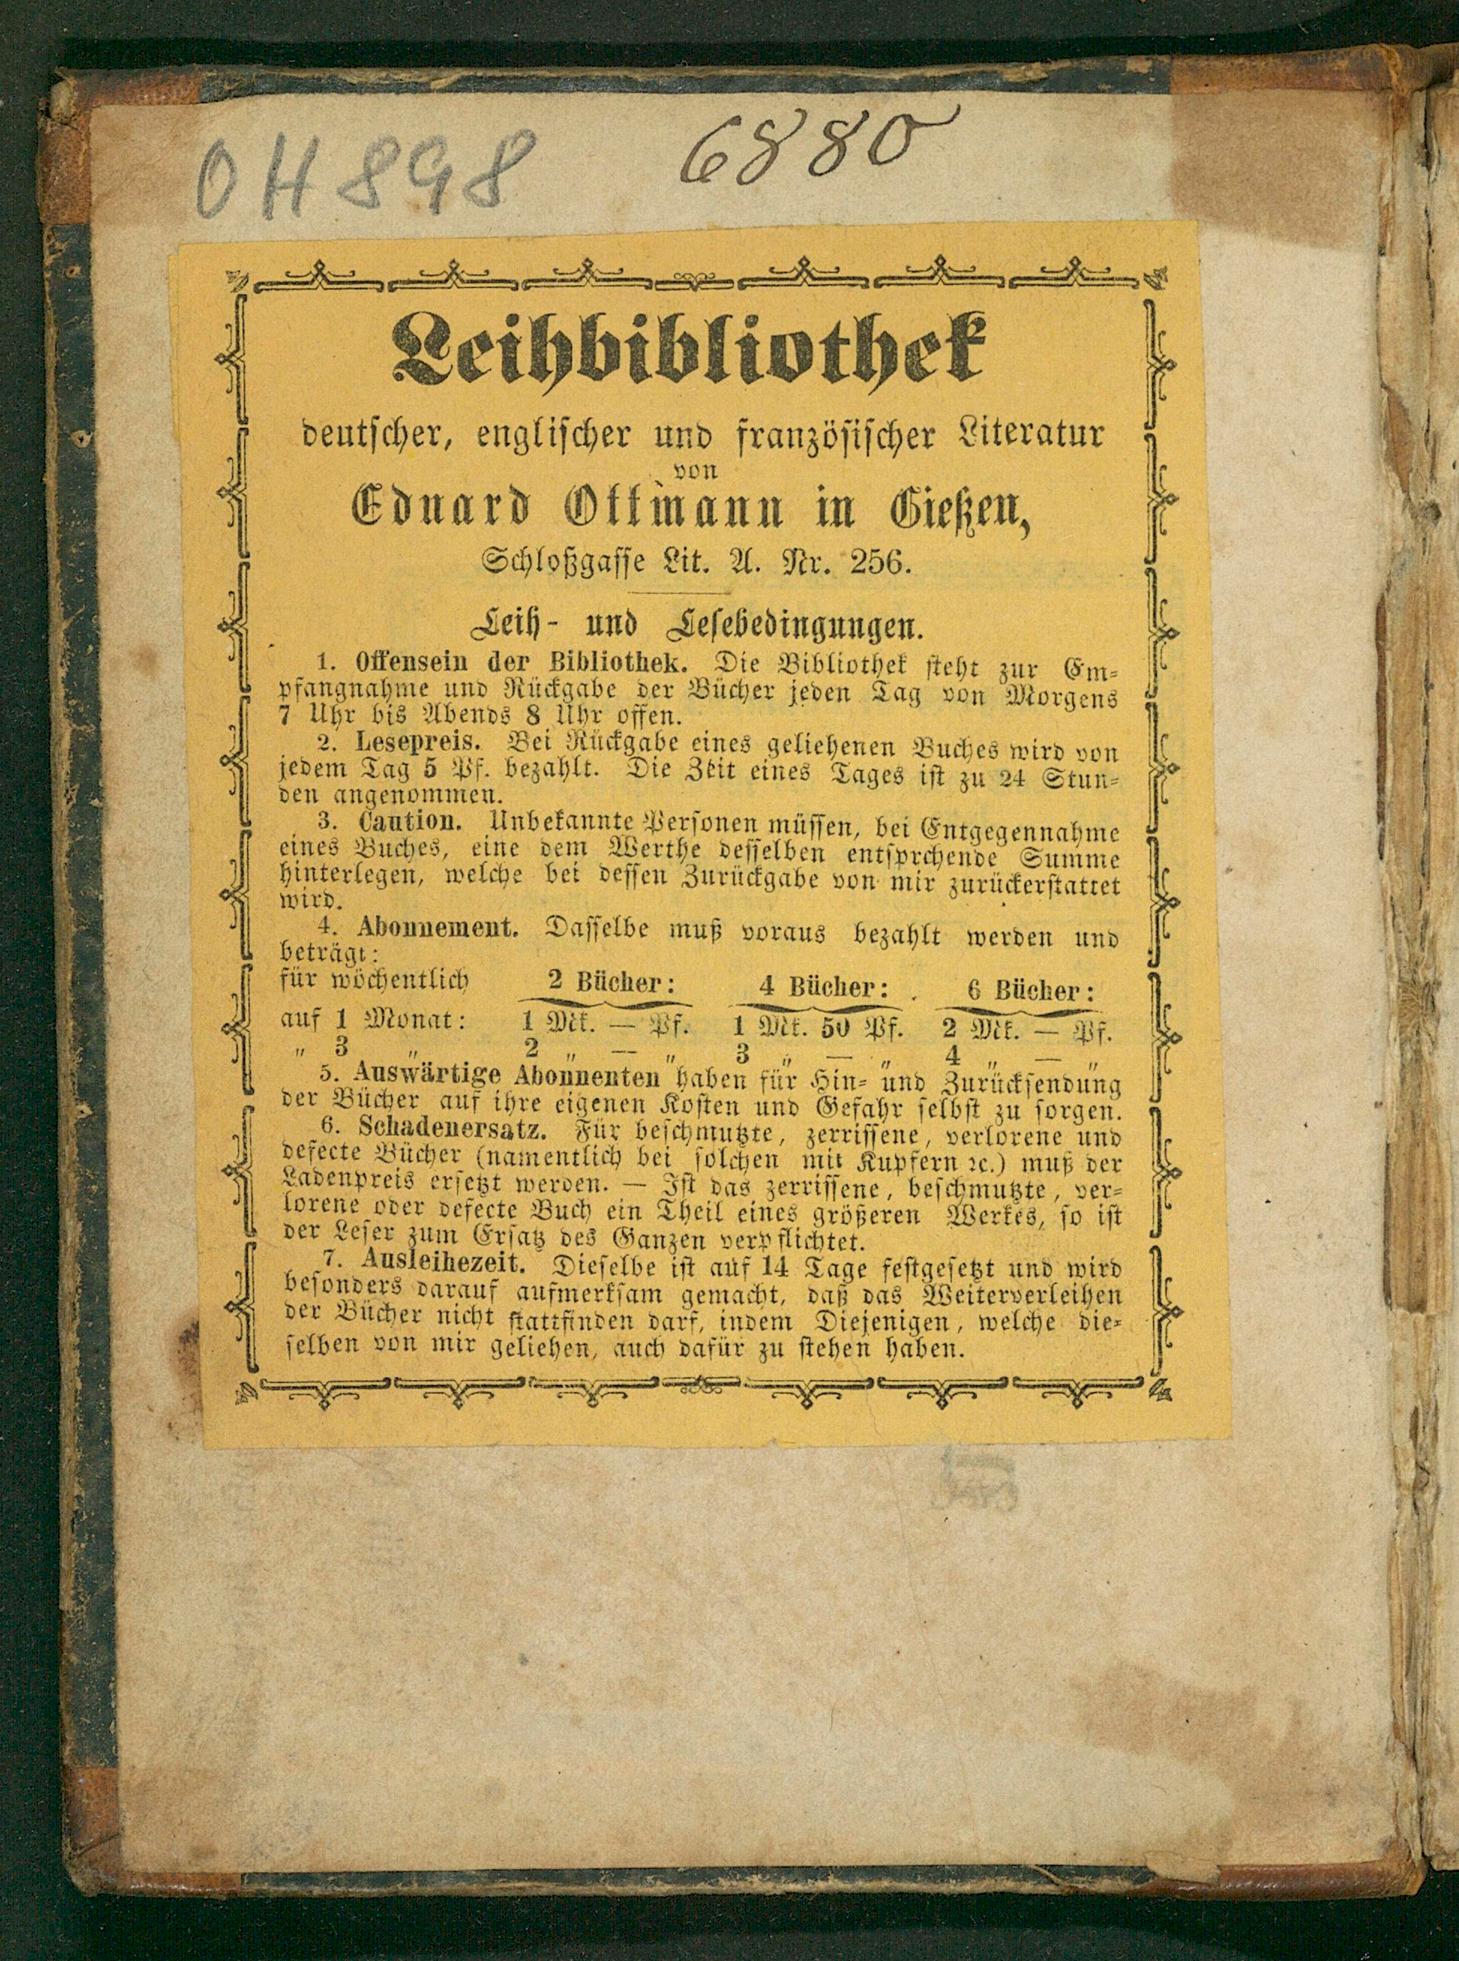 OH 898 6880
Leihbibliothek
deutscher, englischer und französischer Literatur
von
Eduard Ottmann in Gießen,
Schloßgasse Lit. A. Nr. 256.
Leih- und Lesebedingungen.
1. Offensein der Bibliothek. Die Bibliothek steht zur Em-
pfangnahme und Rückgabe der Bücher jeden Tag von Morgens
7 Uhr bis Abends 8 Uhr offen.
2. Lesepreis. Bei Rückgabe eines geliehenen Buches wird von
jedem Tag 5 Pf. bezahlt. Die Zeit eines Tages ist zu 24 Stun-
den angenommen.
3. Caution. Unbekannte Personen müssen, bei Entgegennahme
eines Buches, eine dem Werthe desselben entsprchende Summe
hinterlegen, welche bei dessen Zurückgabe von mir zurückerstattet
wird.
4. Abonnement. Dasselbe muß voraus bezahlt werden und
beträgt:
für wöchentlich 2 Bücher: 4 Bücher: 6 Bücher:
auf 1 Monat: 1 Mk. — Pf. 1 Mk. 50 Pf. 2 Mk. — Pf.
" 3 " 2 " — " 3 " — " 4 " — "
5. Auswärtige Abonnenten haben für Hin- und Zurücksendung
der Bücher auf ihre eigenen Kosten und Gefahr selbst zu sorgen.
6. Schadenersatz. Für beschmutzte, zerrissene, verlorene und
defecte Bücher (namentlich bei solchen mit Kupfern ꝛc.) muß der
Ladenpreis ersetzt werden. — Ist das zerrissene, beschmutzte, ver-
lorene oder defecte Buch ein Theil eines größeren Werkes, so ist
der Leser zum Ersatz des Ganzen verpflichtet.
7. Ausleihezeit. Dieselbe ist auf 14 Tage festgesetzt und wird
besonders darauf aufmerksam gemacht, daß das Weiterverleihen
der Bücher nicht stattfinden darf, indem Diejenigen, welche die-
selben von mir geliehen, auch dafür zu stehen haben.